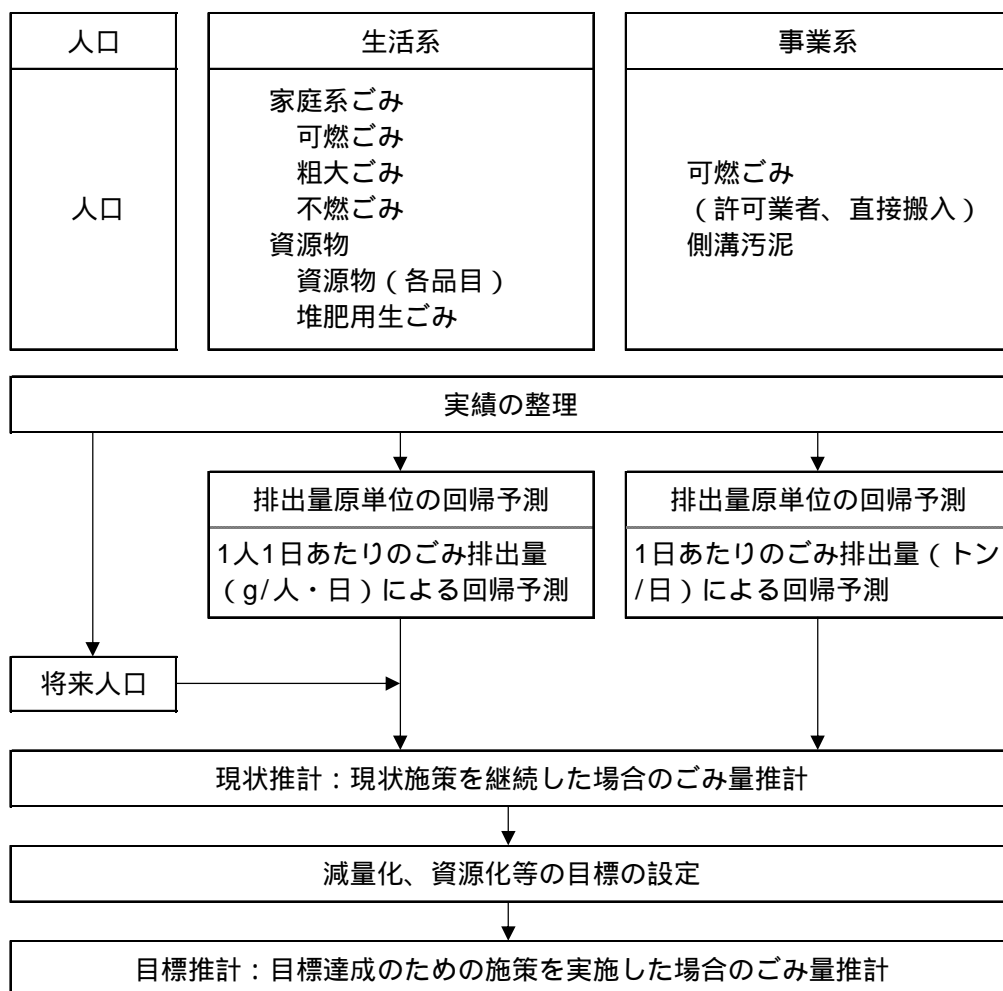 人口
生活系
事業系
人口
家庭系ごみ
可燃ごみ
粗大ごみ
不燃ごみ
資源物
資源物（各品目）
堆肥用生ごみ
可燃ごみ
（許可業者、直接搬入）
側溝汚泥
実績の整理
排出量原単位の回帰予測
1人1日あたりのごみ排出量
（g/人・日）による回帰予測
排出量原単位の回帰予測
1日あたりのごみ排出量（トン
/日）による回帰予測
将来人口
現状推計：現状施策を継続した場合のごみ量推計
減量化、資源化等の目標の設定
目標推計：目標達成のための施策を実施した場合のごみ量推計